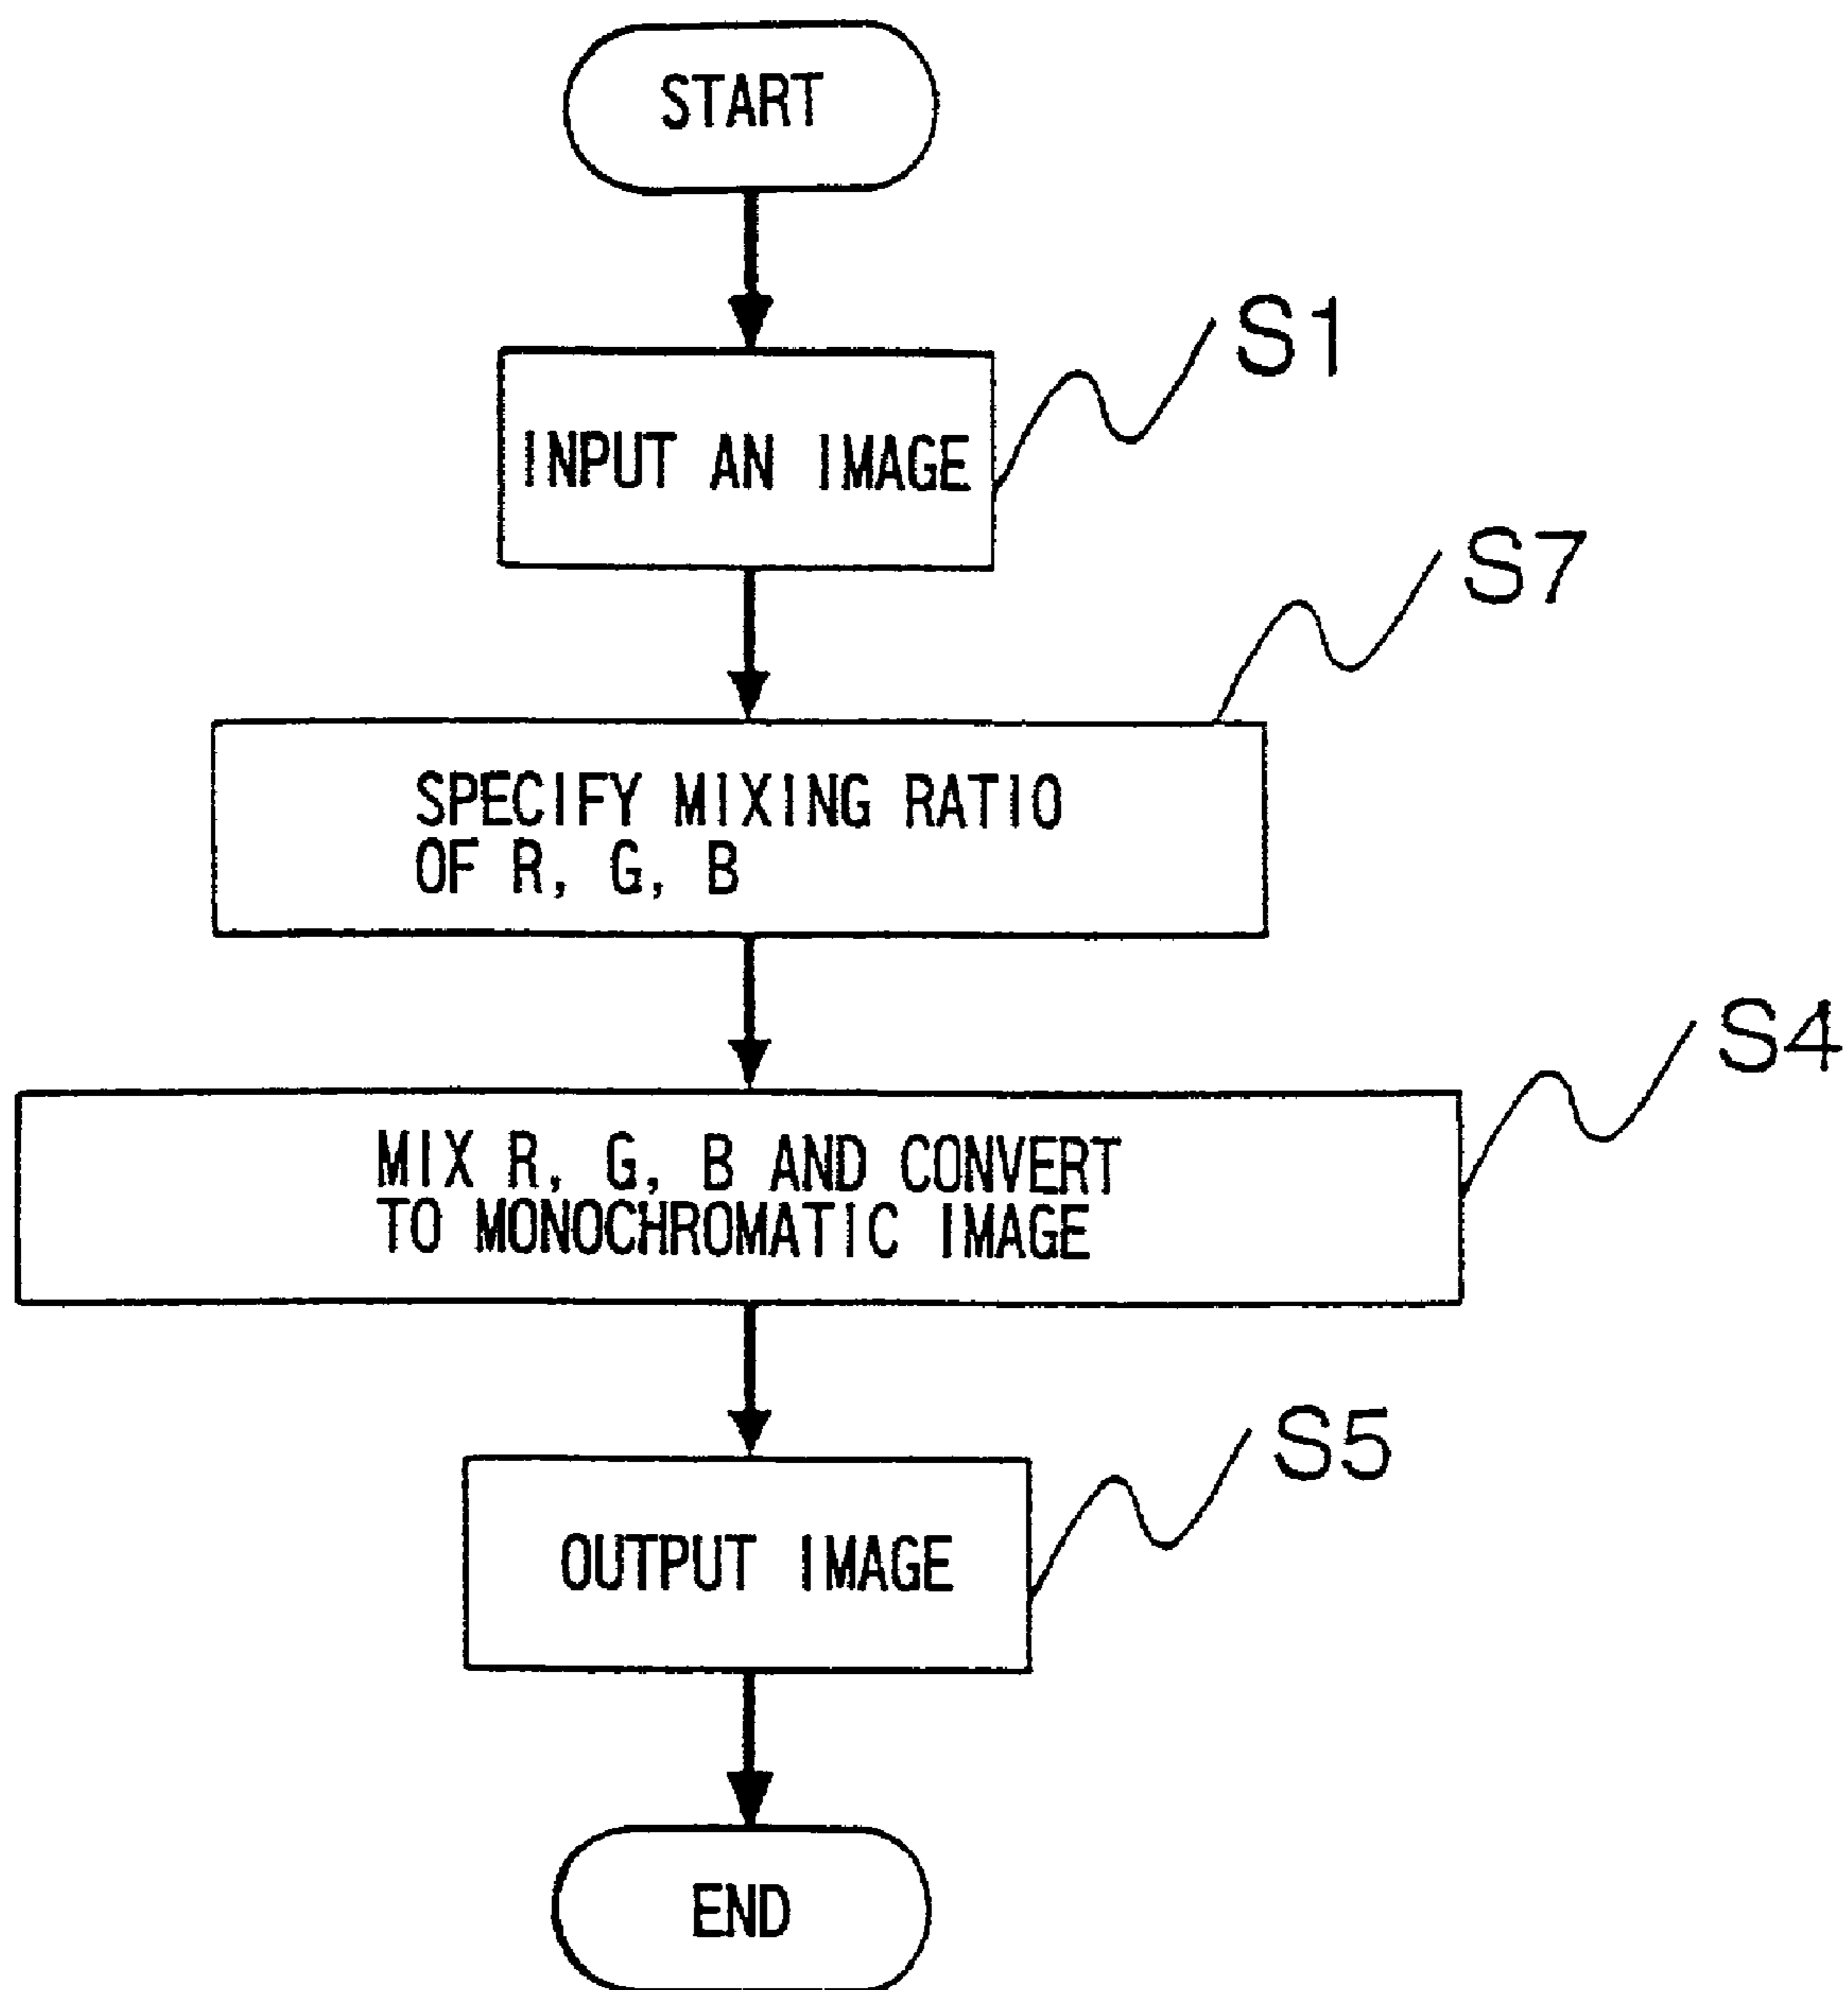 START
S1
INPUT AN IMAGE
S7
SPECIFY MIXING RATIO
OF R, G, B
S4
MIX R, G, B AND CONVERT
TO MONOCHROMATIC IMAGE
S5
OUTPUT IMAGE
END